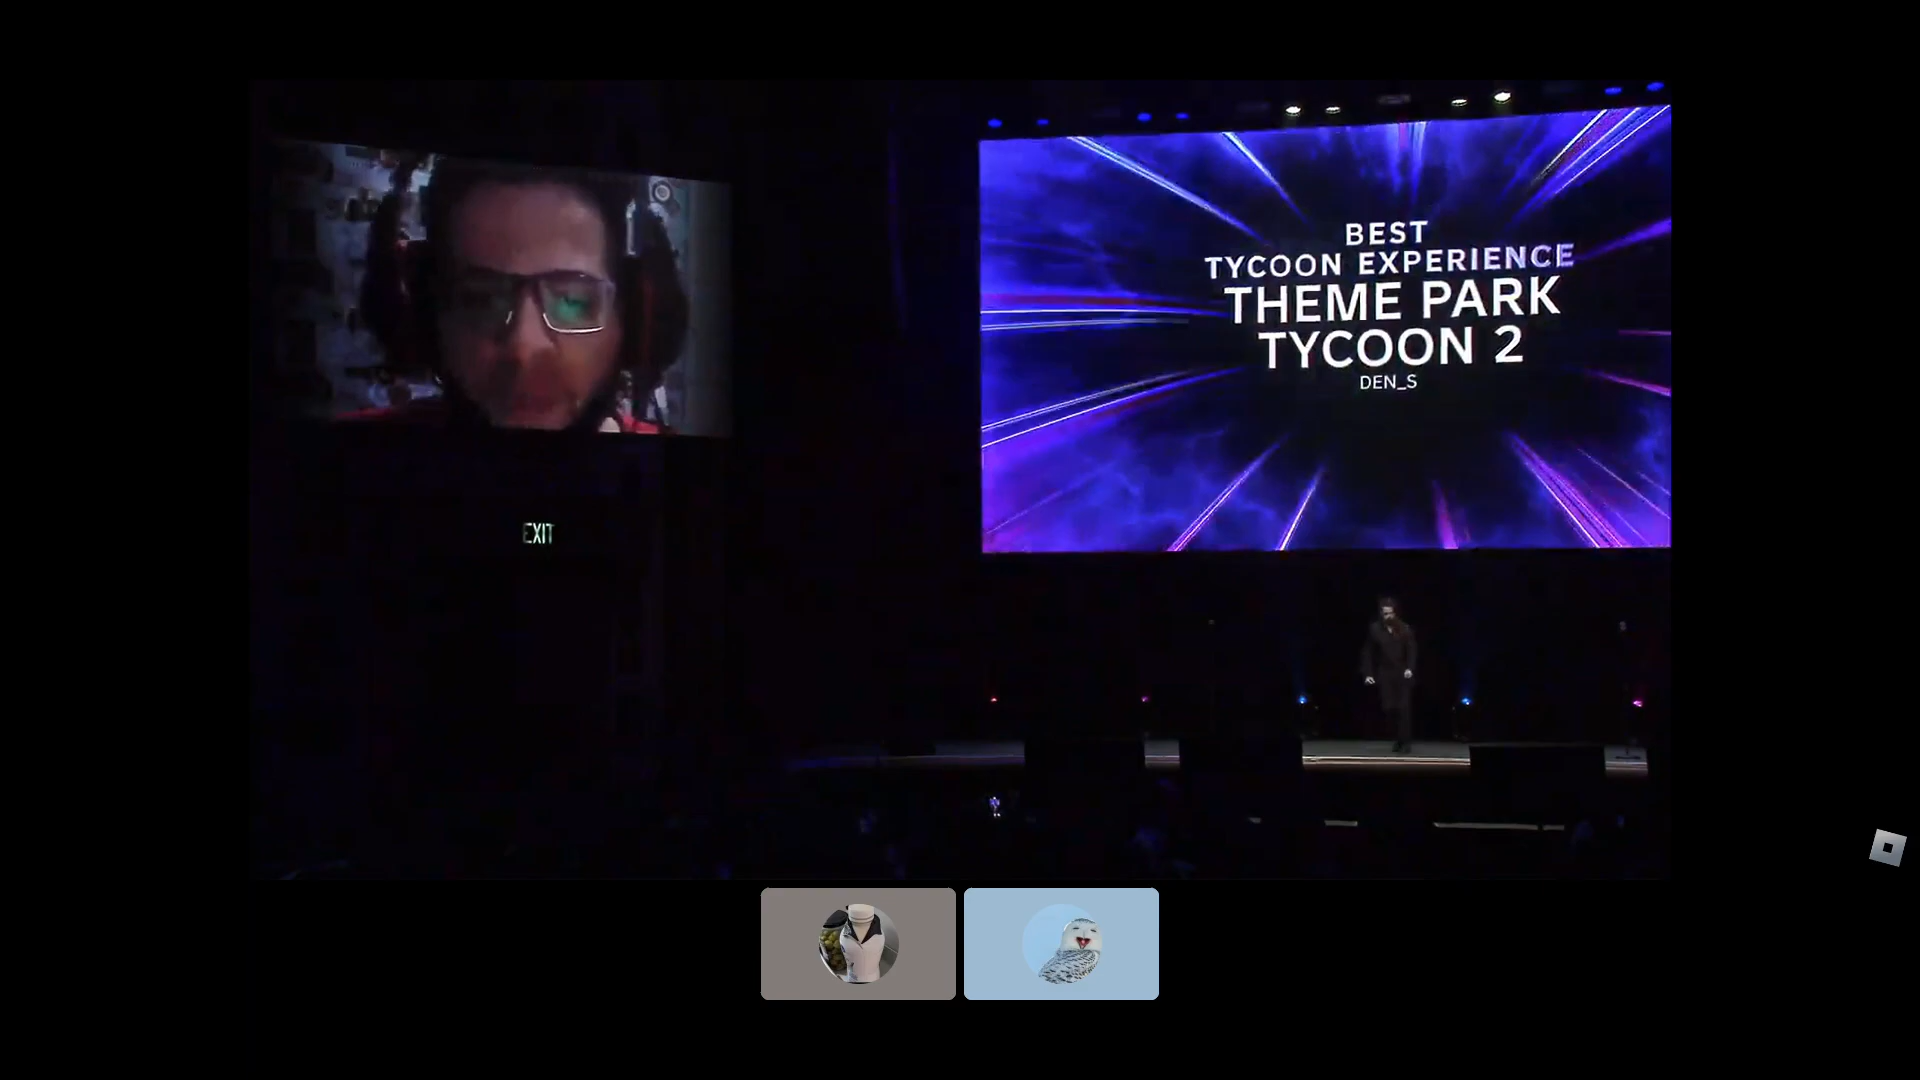 BEST
TYCOON EXPERIENCE
THEME PARK
TYCOON 2
DEN_S
EXIT